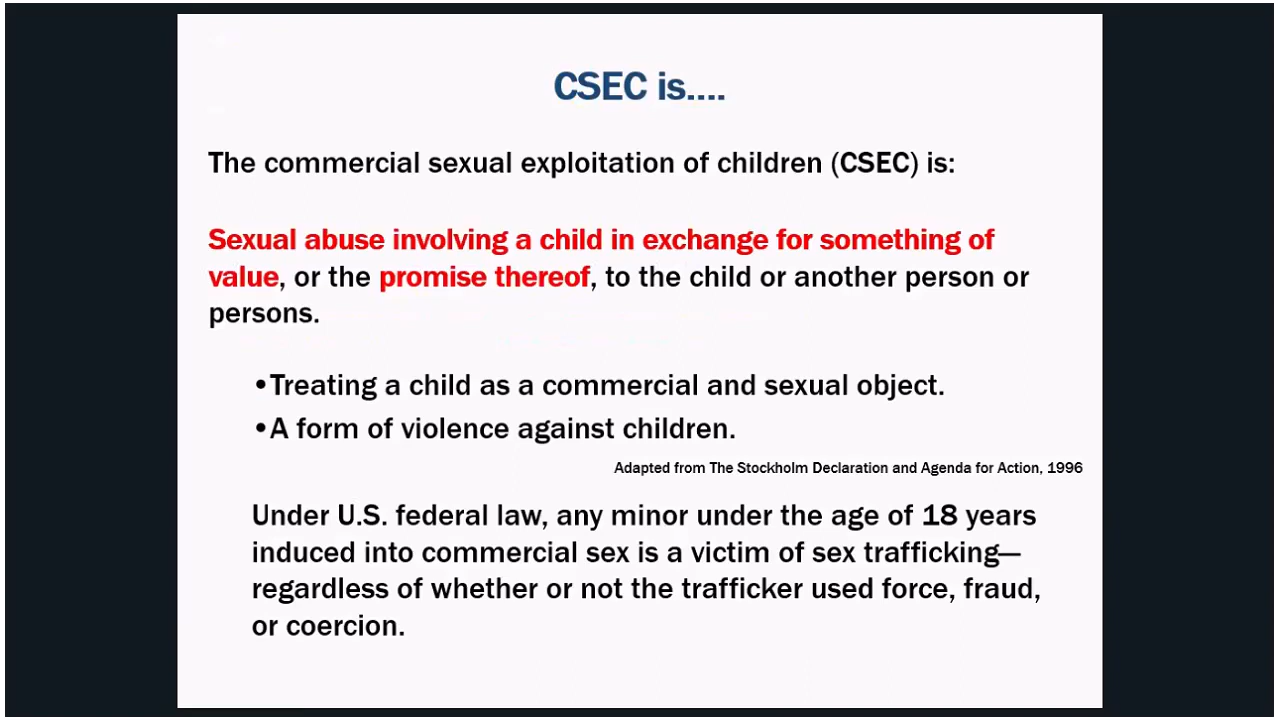 CSEC is....
The commercial sexual exploitation of children (CSEC) is:
Sexual abuse involving a child in exchange for something of
value, or the promise thereof, to the child or another person or
persons.
•Treating a child as a commercial and sexual object.
•A form of violence against children.
Adapted from The Stockholm Declaration and Agenda for Action, 1996
Under U.S. federal law, any minor under the age of 18 years
induced into commercial sex is a victim of sex trafficking—
regardless of whether or not the trafficker used force, fraud,
or coercion.